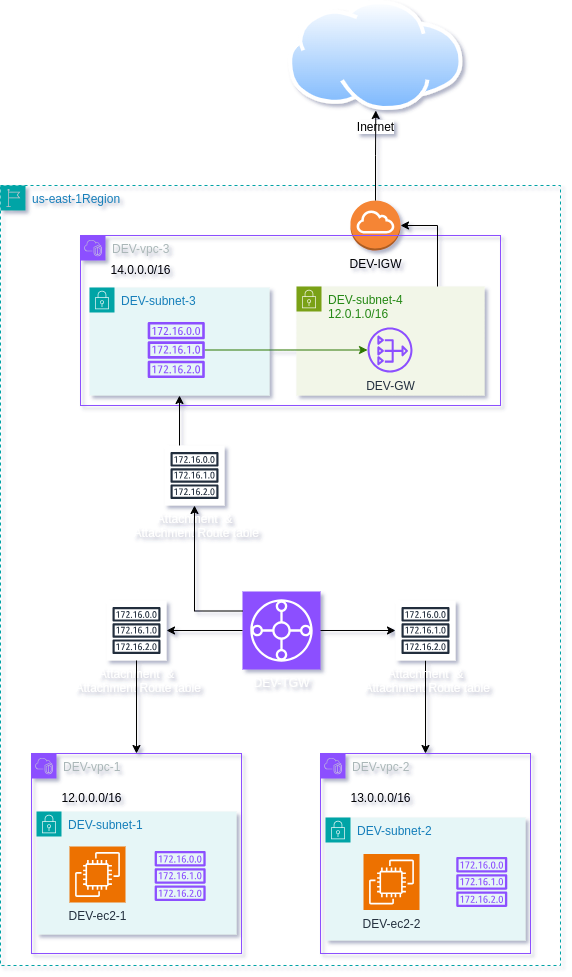 Inernet
us-east-1Region
DEV-IGW
DEV-vpc-3
14.0.0.0/16
DEV-subnet-3
172.16.0.0
172.16.1.0
172.16.2.0
DEV-subnet-4
12.0.1.0/16
DEV-GW
172.16.0.0
172.16.1.0
172.16.2.0
Attachment &
Attachment Route table
172.16.0.0
172.16.1.0
172.16.2.0
Attachment &
Attachment Route table
DEV-TGW
172.16.0.0
172.16.1.0
172.16.2.0
Attachment &
Attachment Route table
DEV-vpc-1
12.0.0.0/16
DEV-subnet-1
172.16.0.0
172.16.1.0
172.16.2.0
DEV-ec2-1
DEV-vpc-2
13.0.0.0/16
DEV-subnet-2
172.16.0.0
172.16.1.0
172.16.2.0
DEV-ec2-2